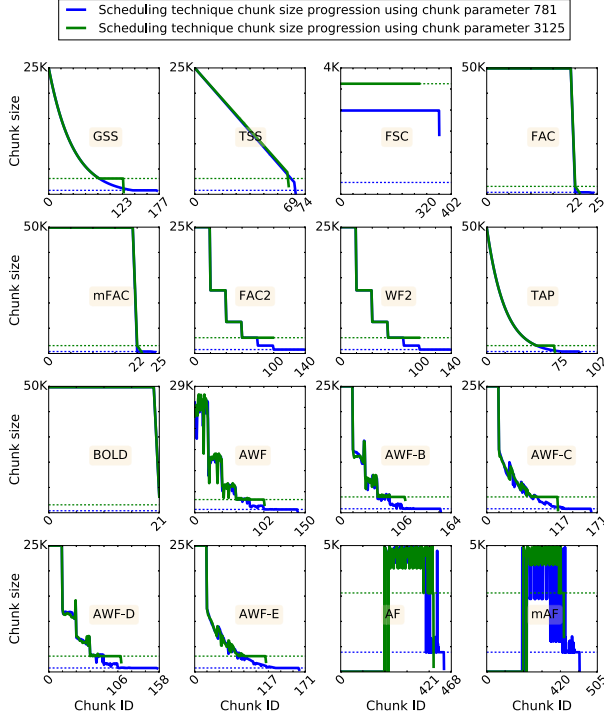 Scheduling technique chunk size progression using chunk parameter 781
Scheduling technique chunk size progression using chunk parameter 3125
25K 25K 4K 25K
Chunk size
GSS TSS FSC FAC
0 123 177 0 63 74 0 320 402 0 22 25
50K 25K 25K 50K
Chunk size
mFAC FAC2 WF2 TAP
0 22 25 0 100 140 0 100 140 0 75 107
50K 29K 25K 25K
Chunk size
BOLD AWF AWF-B AWF-C
0 21 0 102 150 0 106 164 0 117 171
25K 25K 5K 5K
Chunk size
AWF-D AWF-E AF mAF
0 106 158 0 117 171 0 421 468 0 420 505
Chunk ID Chunk ID Chunk ID Chunk ID